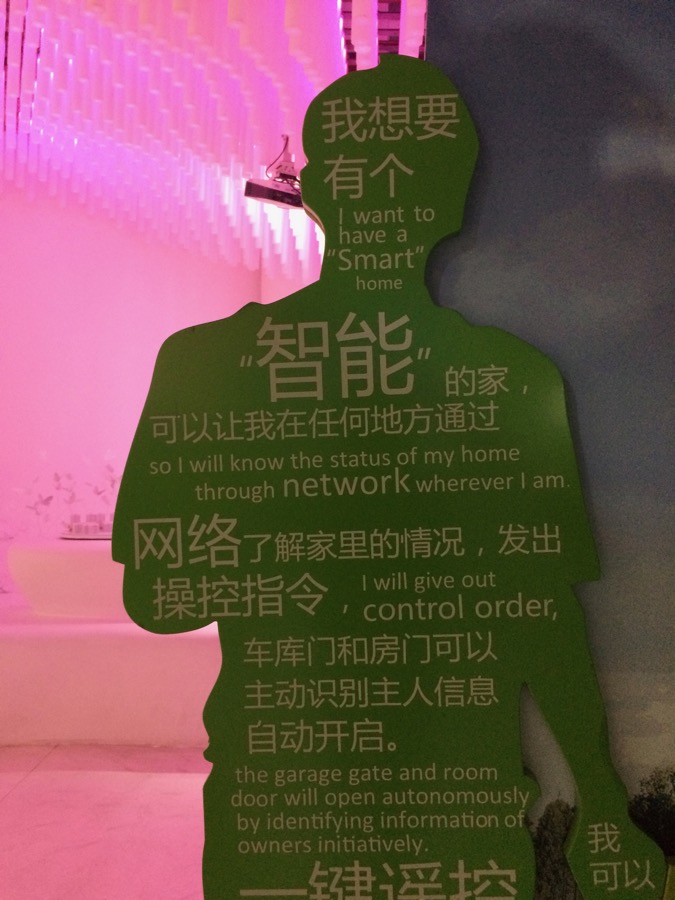 我想要
有个
I want to
have a
"Smart"
home
"智能"的家，
可以让我在任何地方通过
so I will know the status of my home
through network wherever I am.
网络了解家里的情况，发出
操控指令，
I will give out
control order,
车库门和房门可以
主动识别主人信息
自动开启。
the garage gate and room
door will open autonomously
by identifying information of
owners initiatively.
一键遥控
我
可以